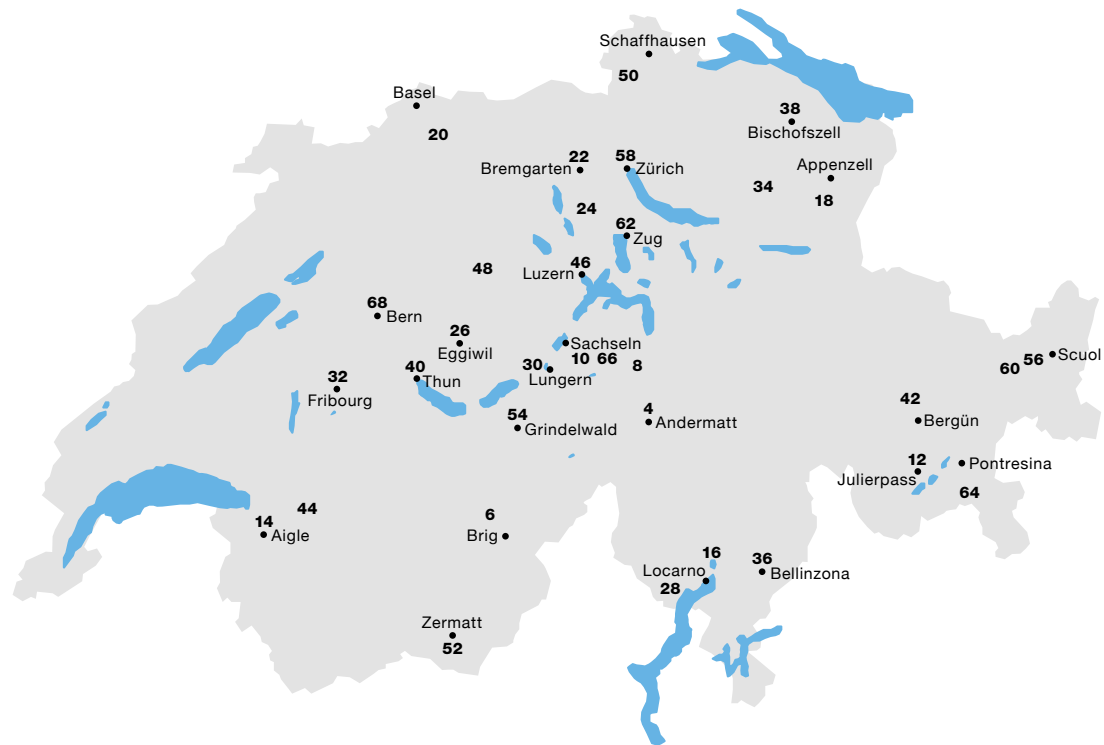 Schaffhausen
50
Basel
20
38
Bischofszell
22
Bremgarten
58
Zürich
Appenzell
34
18
24
62
Zug
48
46
Luzern
68
Bern
26
Eggiwil
Sachseln
10 66 8
30
Lungern
40
Thun
32
Fribourg
56 Scuol
60
54
Grindelwald
4
Andermatt
42
Bergün
12
Julierpass
Pontresina
64
44
14
Aigle
6
Brig
16
Locarno
28
36
Bellinzona
Zermatt
52